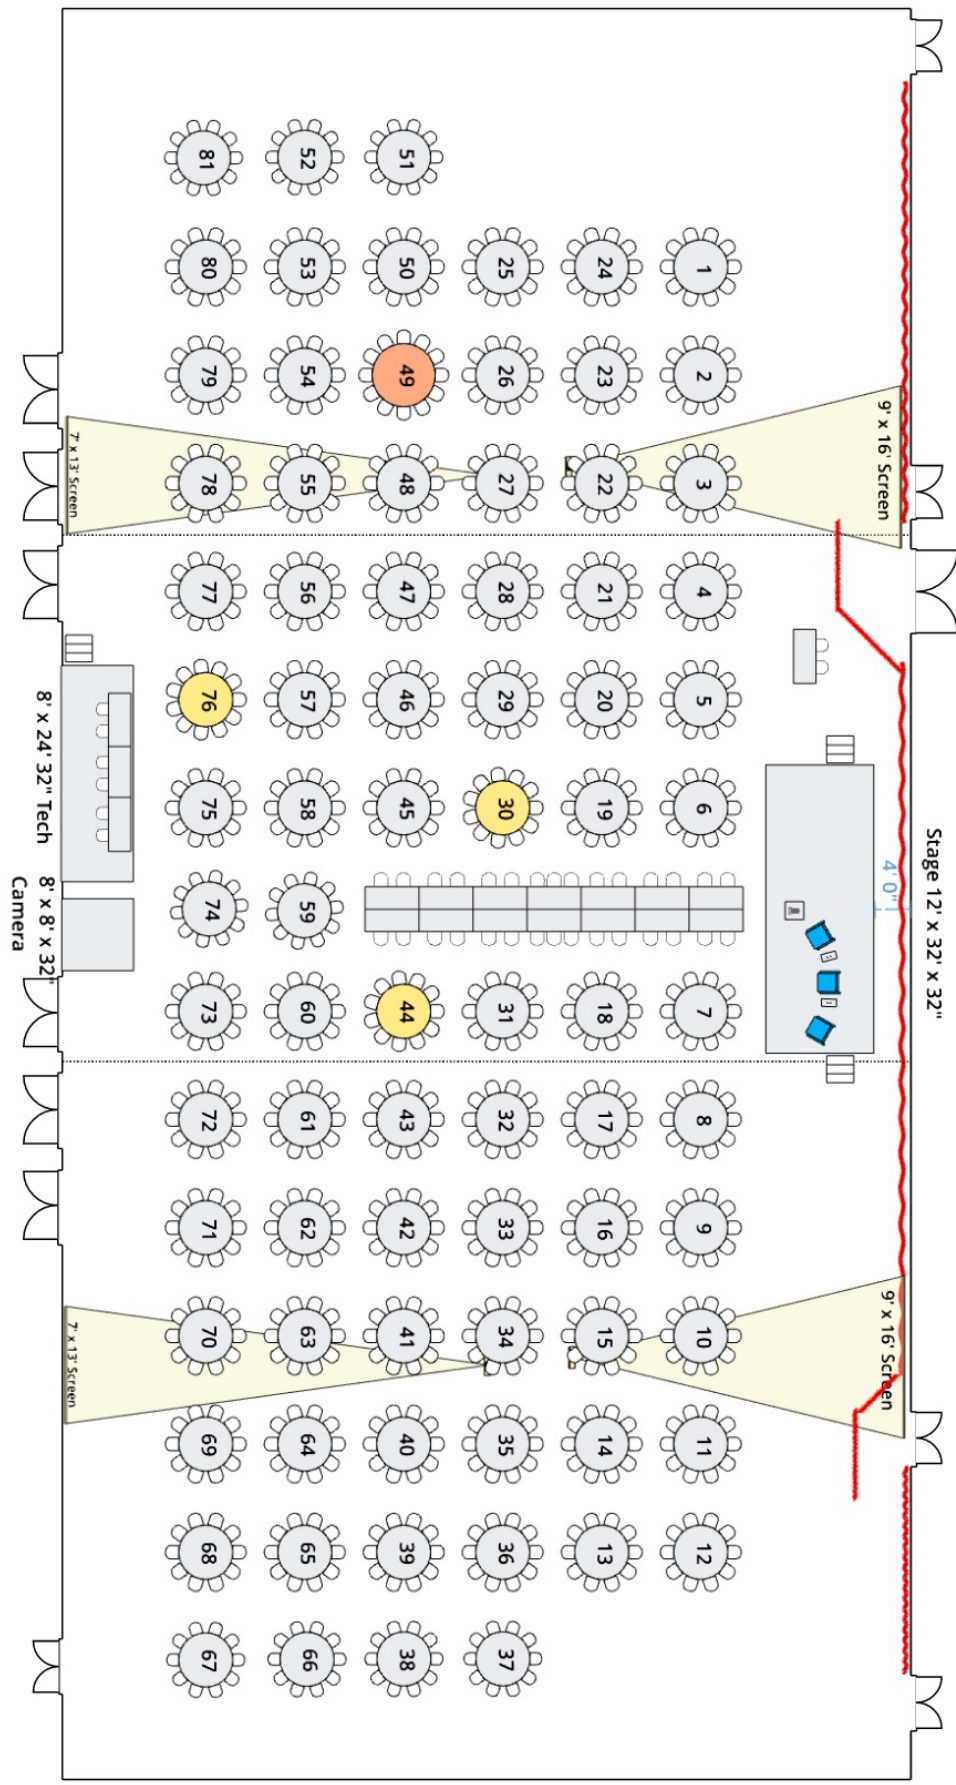 Stage 12' x 32' x 32"
9' x 16' Screen
4' 0"
9' x 16' Screen
1 2 3 4 5 6 7 8 9 10 11 12
24 23 22 21 20 19 18 17 16 15 14 13
25 26 27 28 29 30 31 32 33 34 35 36 37
51 50 49 48 47 46 45 44 43 42 41 40 39 38
52 53 54 55 56 57 58 59 60 61 62 63 64 65 66
81 80 79 78 77 76 75 74 73 72 71 70 69 68 67
7' x 13' Screen
7' x 13' Screen
8' x 24' 32" Tech
8' x 8' x 32"
Camera